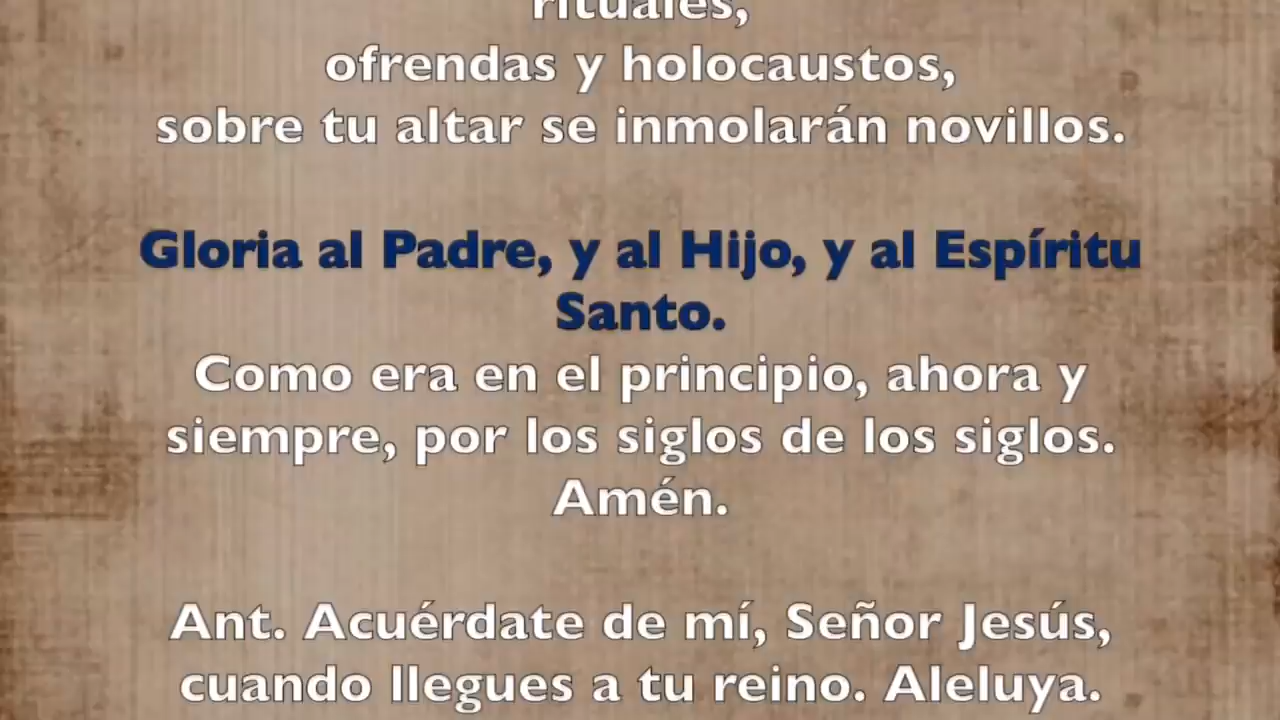 rituales,
ofrendas y holocaustos,
sobre tu altar se inmolarán novillos.
Gloria al Padre, y al Hijo, y al Espíritu
Santo.
Como era en el principio, ahora y
siempre, por los siglos de los siglos.
Amén.
Ant. Acuérdate de mí, Señor Jesús,
cuando llegues a tu reino. Aleluya.